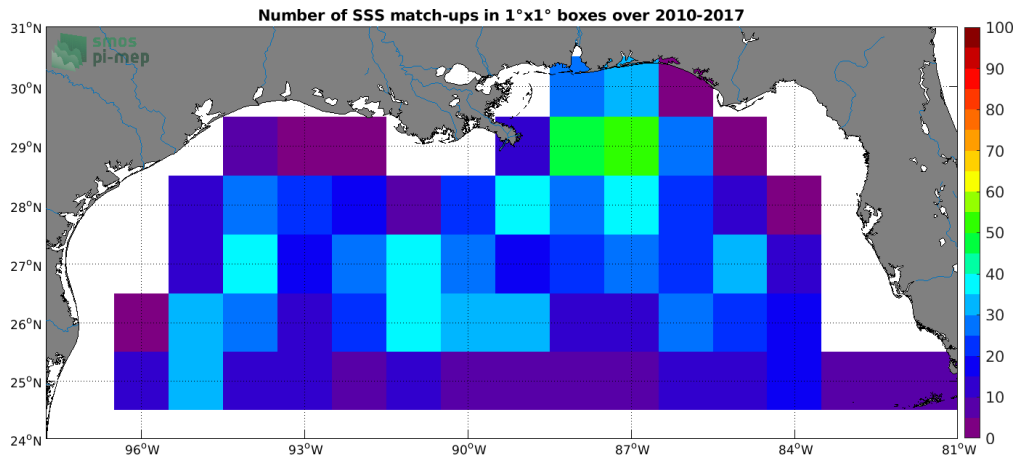 Number of SSS match-ups in 1°x1° boxes over 2010-2017
smos
pi-mep
31°N
30°N
29°N
28°N
27°N
26°N
25°N
24°N
96°W
93°W
90°W
87°W
84°W
81°W
100
90
80
70
60
50
40
30
20
10
0